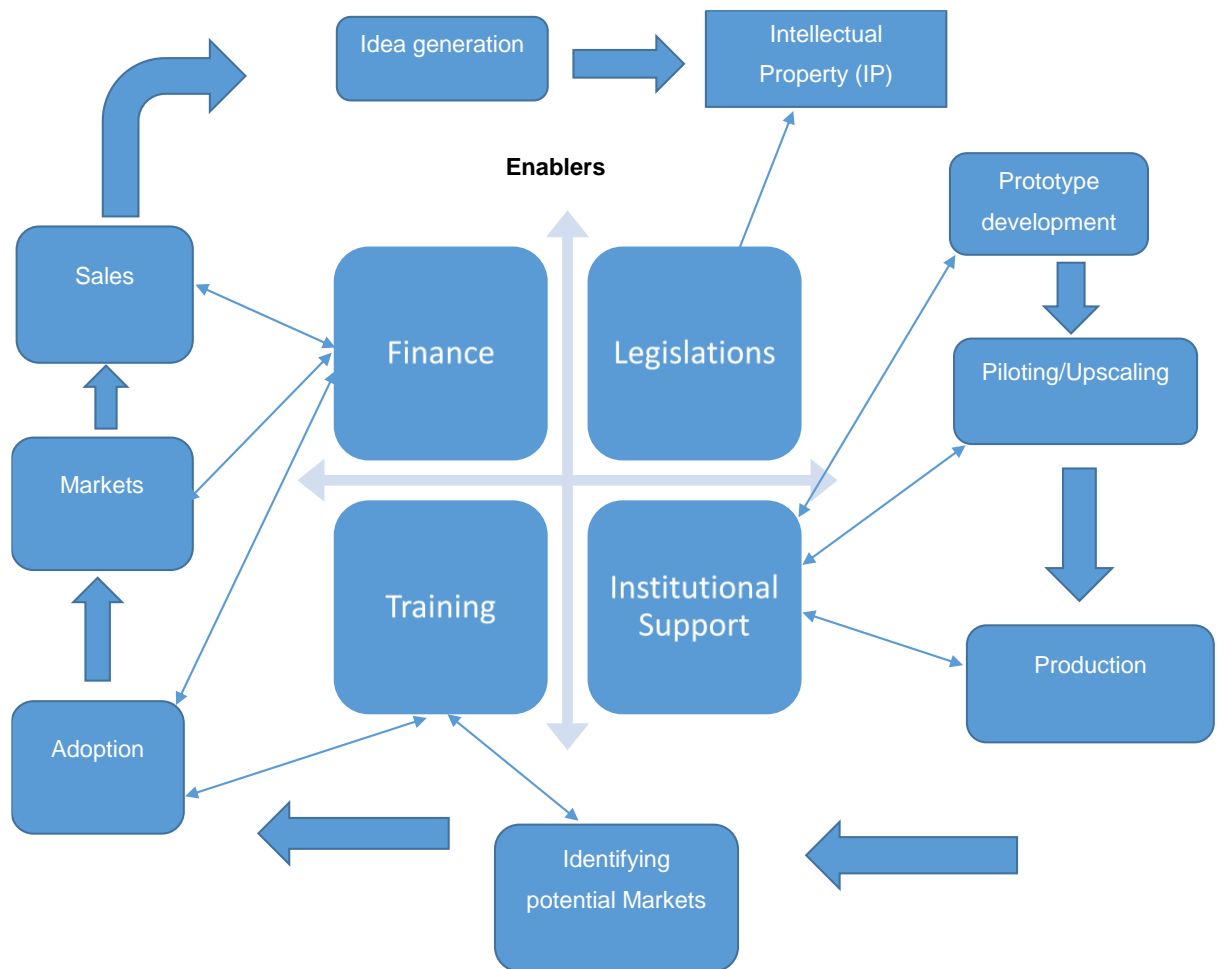 Idea generation
Intellectual
Property (IP)
Enablers
Prototype
development
Sales
Finance
Legislations
Piloting/Upscaling
Markets
Training
Institutional
Support
Production
Adoption
Identifying
potential Markets